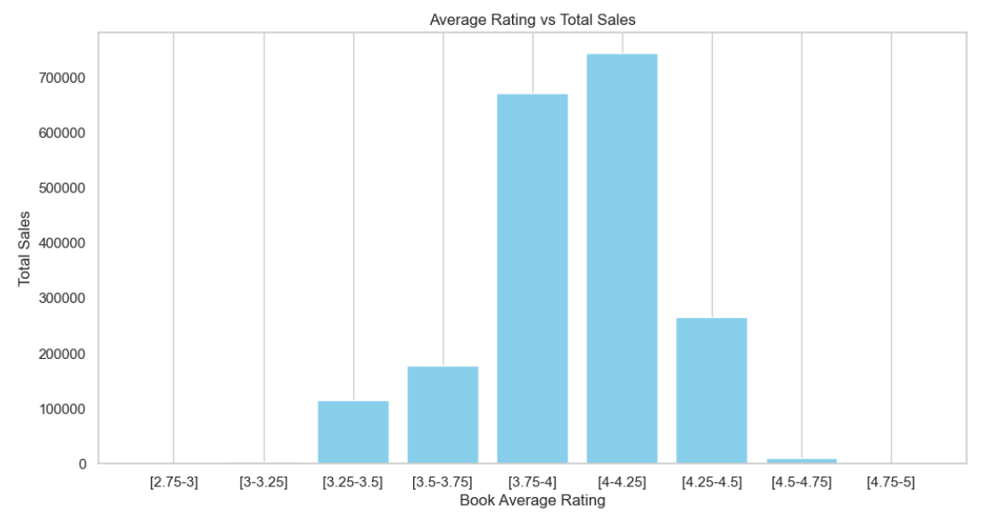 Average Rating vs Total Sales
700000
600000
500000
400000
300000
200000
100000
0
Total Sales
[2.75-3] [3-3.25] [3.25-3.5] [3.5-3.75] [3.75-4] [4-4.25] [4.25-4.5] [4.5-4.75] [4.75-5]
Book Average Rating